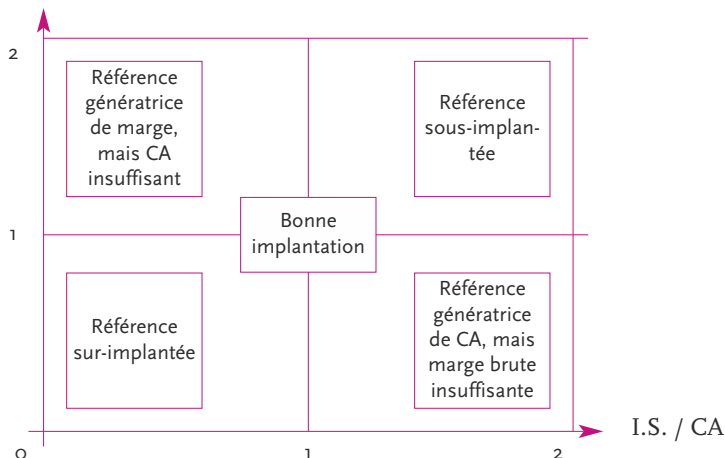 2
Référence
génératrice
de marge,
mais CA
insuffisant
Référence
sous-implan-
tée
1
Bonne
implantation
Référence
sur-implantée
Référence
génératrice
de CA, mais
marge brute
insuffisante
I.S. / CA
0
1
2